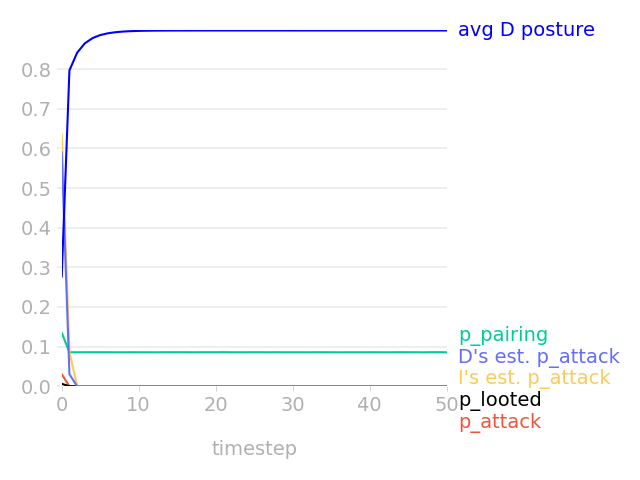 avg D posture
0.8
0.7
0.6
0.5
0.4
0.3
0.2
0.1
0.0
p_pairing
D's est. p_attack
I's est. p_attack
p_looted
p_attack
0 10 20 30 40 50
timestep